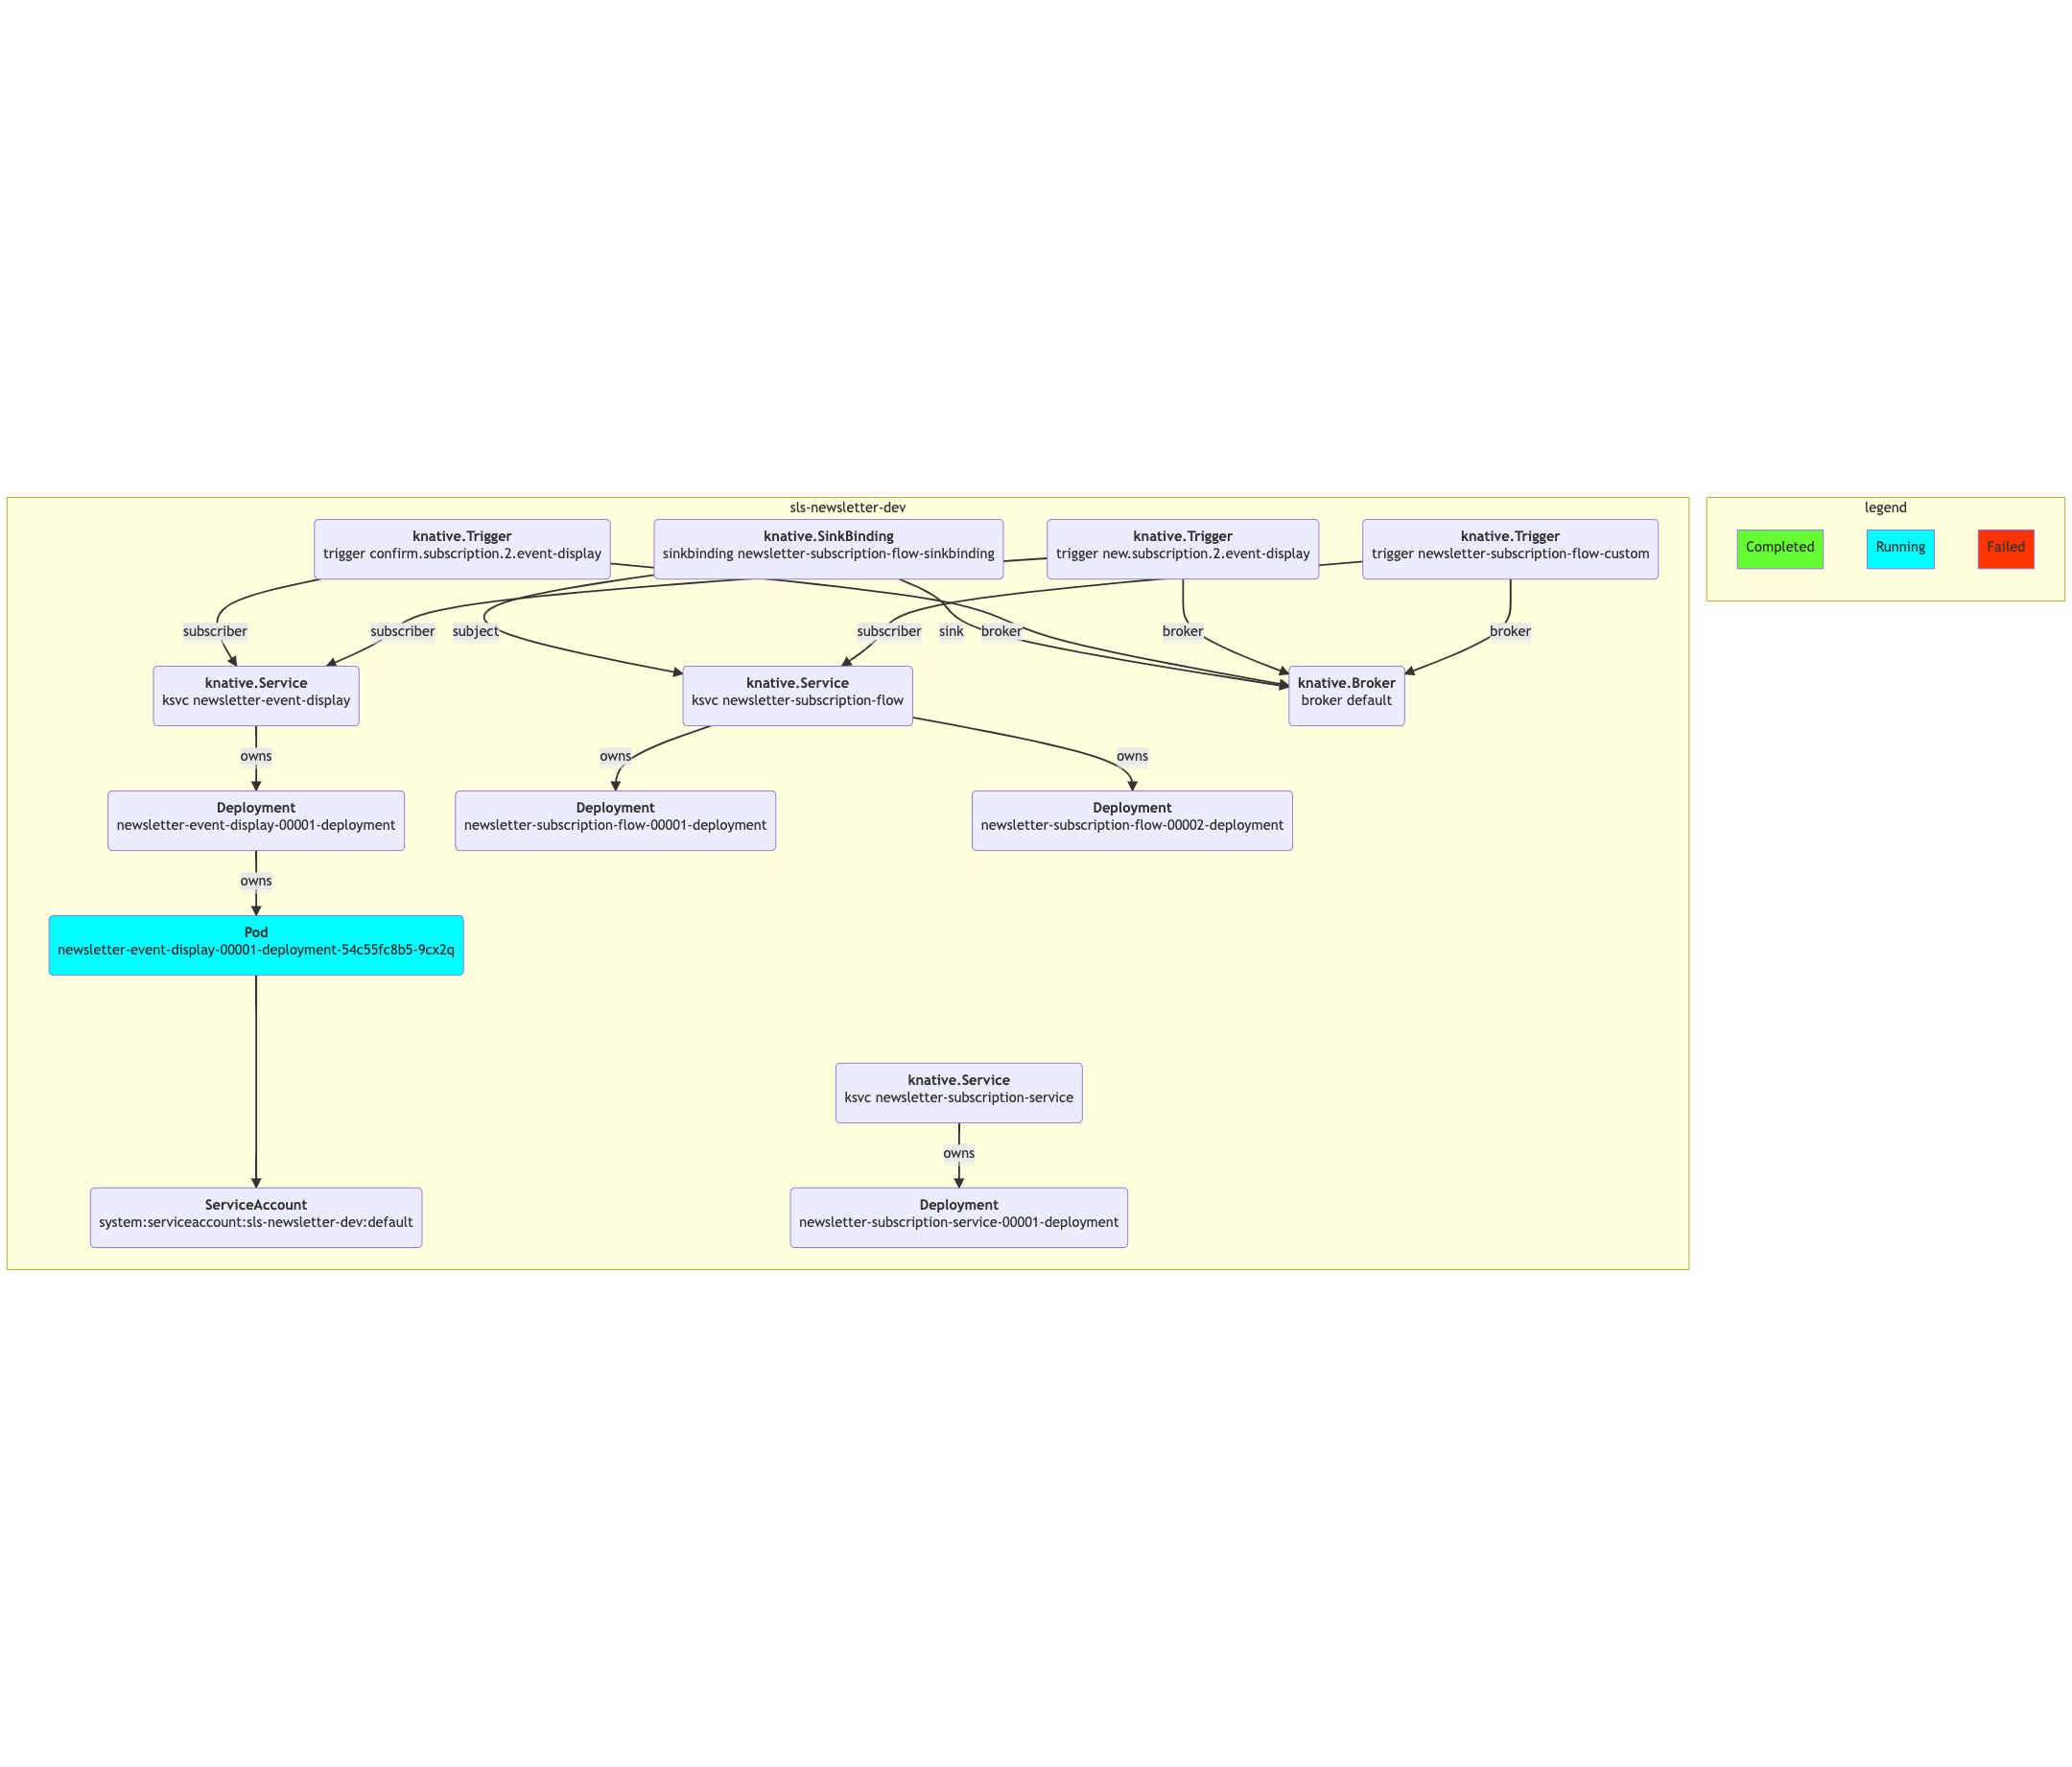 sls-newsletter-dev
knative.Trigger
trigger confirm.subscription.2.event-display
knative.SinkBinding
sinkbinding newsletter-subscription-flow-sinkbinding
knative.Trigger
trigger new.subscription.2.event-display
knative.Trigger
trigger newsletter-subscription-flow-custom
subscriber
subscriber
subject
subscriber
sink
broker
broker
broker
knative.Service
ksvc newsletter-event-display
knative.Service
ksvc newsletter-subscription-flow
knative.Broker
broker default
owns
owns
owns
Deployment
newsletter-event-display-00001-deployment
Deployment
newsletter-subscription-flow-00001-deployment
Deployment
newsletter-subscription-flow-00002-deployment
owns
Pod
newsletter-event-display-00001-deployment-54c55fc8b5-9cx2q
knative.Service
ksvc newsletter-subscription-service
owns
ServiceAccount
system:serviceaccount:sls-newsletter-dev:default
Deployment
newsletter-subscription-service-00001-deployment
legend
Completed
Running
Failed